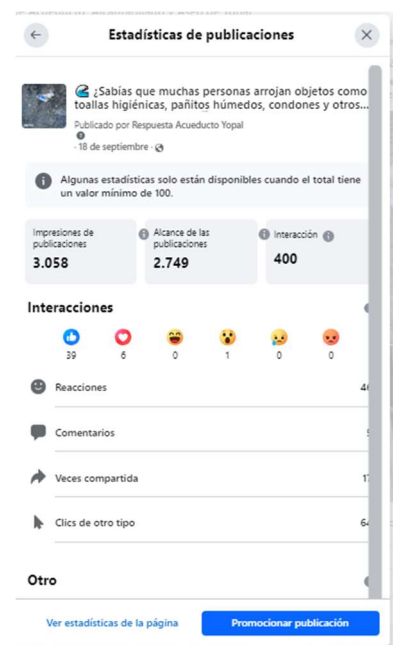 Estadísticas de publicaciones
¿Sabías que muchas personas arrojan objetos como
toallas higiénicas, pañitos húmedos, condones y otros...
Publicado por Respuesta Acueducto Yopal
· 18 de septiembre ·
Algunas estadísticas solo están disponibles cuando el total tiene
un valor mínimo de 100.
Impresiones de
publicaciones
3.058
Alcance de las
publicaciones
2.749
Interacción
400
Interacciones
39 6 0 1 0 0
Reacciones
Comentarios
Veces compartida
Clics de otro tipo
Otro
Ver estadísticas de la página
Promocionar publicación